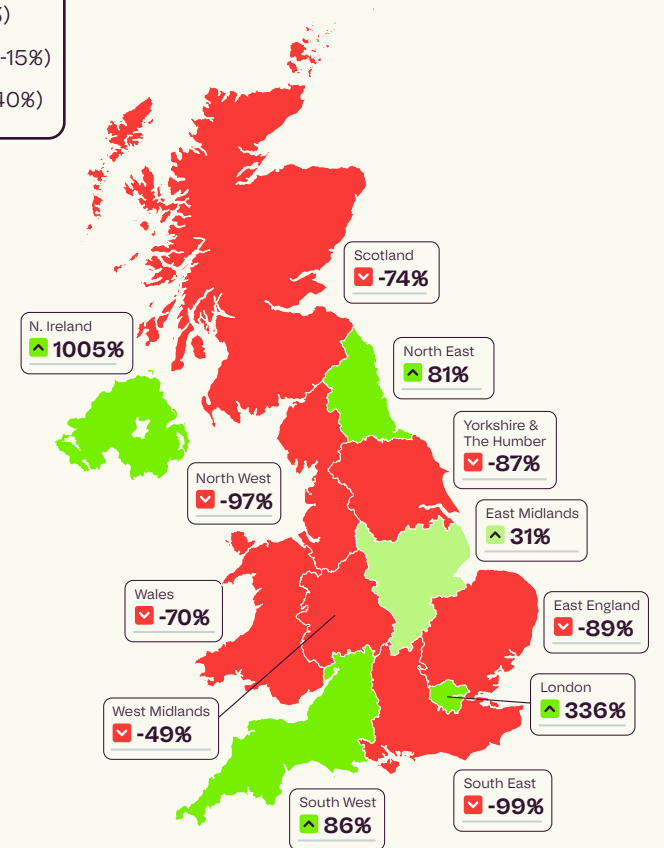 -15%)
40%)
Scotland
-74%
N. Ireland
1005%
North East
81%
Yorkshire &
The Humber
-87%
North West
-97%
East Midlands
31%
Wales
-70%
East England
-89%
London
336%
West Midlands
-49%
South East
-99%
South West
86%